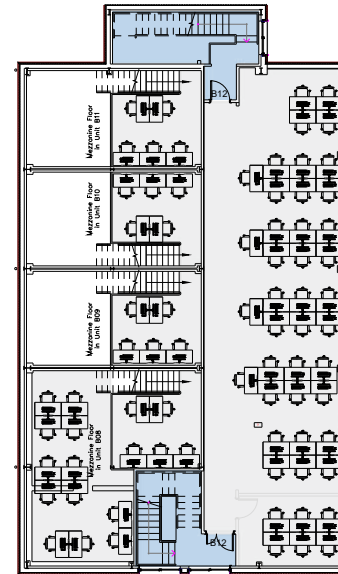 B12
Mezzanine Floor
in Unit B11
Mezzanine Floor
in Unit B10
Mezzanine Floor
in Unit B09
Mezzanine Floor
in Unit B08
B12